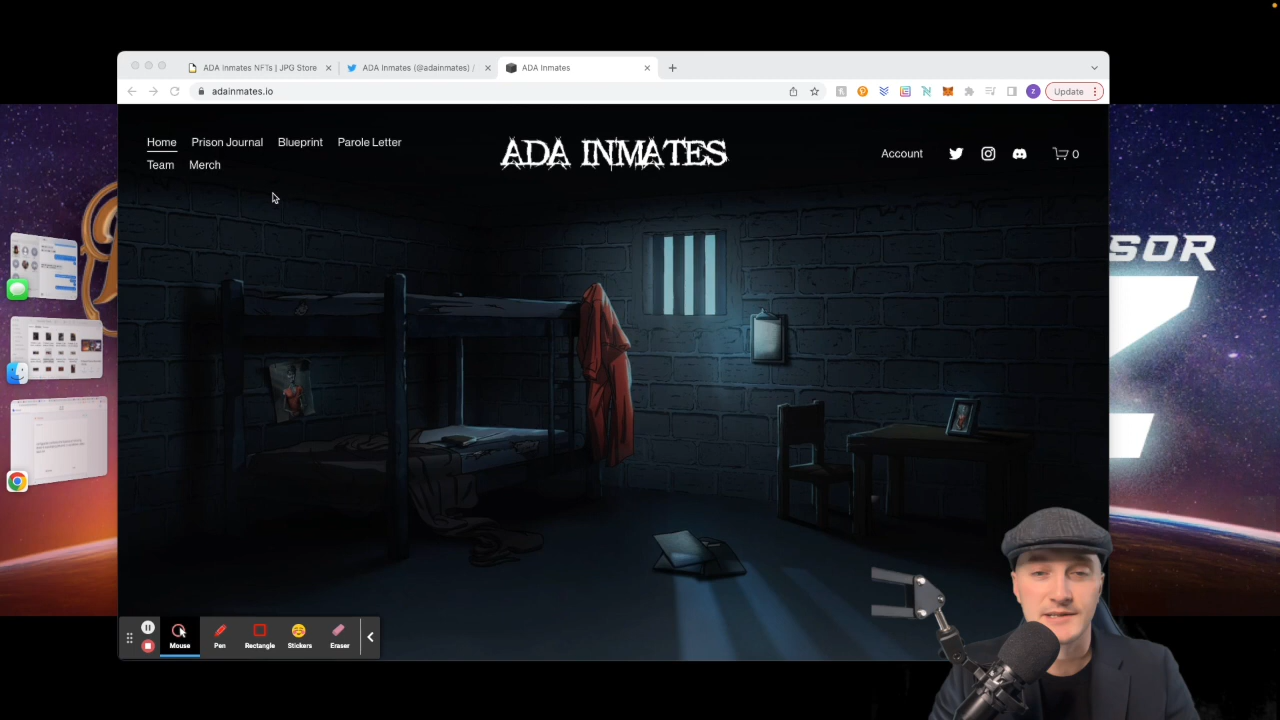 ADA Inmates NFTs | JPG Store
ADA Inmates (@adainmates) /
ADA Inmates
adainmates.io
Z
Update
Home Prison Journal Blueprint Parole Letter
Team Merch
ADA INMATES
Account
0
SOR
Z
Mouse
Pen
Rectangle
Stickers
Eraser